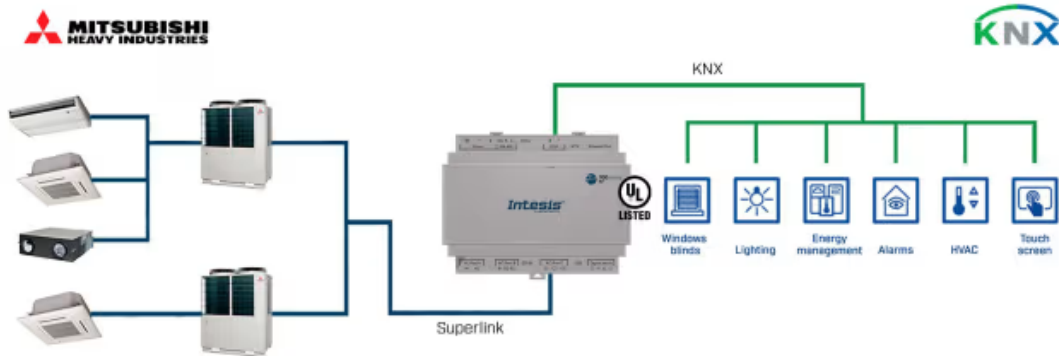 MITSUBISHI
HEAVY INDUSTRIES
KNX
KNX
Intesis
UL
LISTED
Windows
blinds
Lighting
Energy
management
Alarms
HVAC
Touch
screen
Superlink